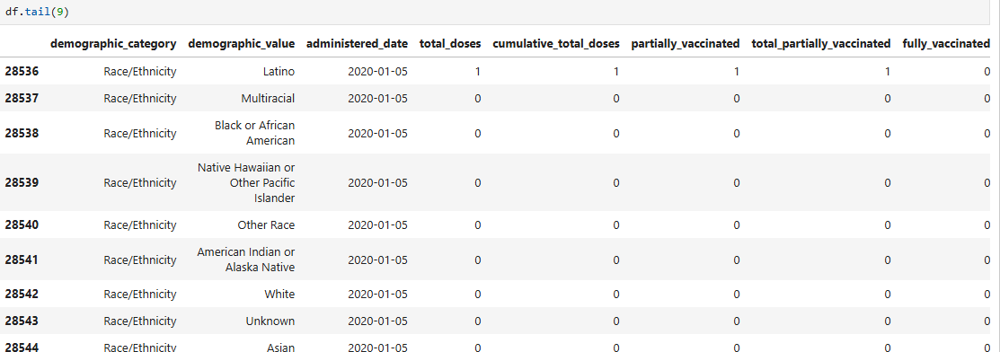 df.tail(9)
demographic_category demographic_value administered_date total_doses cumulative_total_doses partially_vaccinated total_partially_vaccinated fully_vaccinated
28536 Race/Ethnicity Latino 2020-01-05 1 1 1 1 0
28537 Race/Ethnicity Multiracial 2020-01-05 0 0 0 0 0
28538 Race/Ethnicity Black or African American 2020-01-05 0 0 0 0 0
28539 Race/Ethnicity Native Hawaiian or Other Pacific Islander 2020-01-05 0 0 0 0 0
28540 Race/Ethnicity Other Race 2020-01-05 0 0 0 0 0
28541 Race/Ethnicity American Indian or Alaska Native 2020-01-05 0 0 0 0 0
28542 Race/Ethnicity White 2020-01-05 0 0 0 0 0
28543 Race/Ethnicity Unknown 2020-01-05 0 0 0 0 0
28544 Race/Ethnicity Asian 2020-01-05 0 0 0 0 0